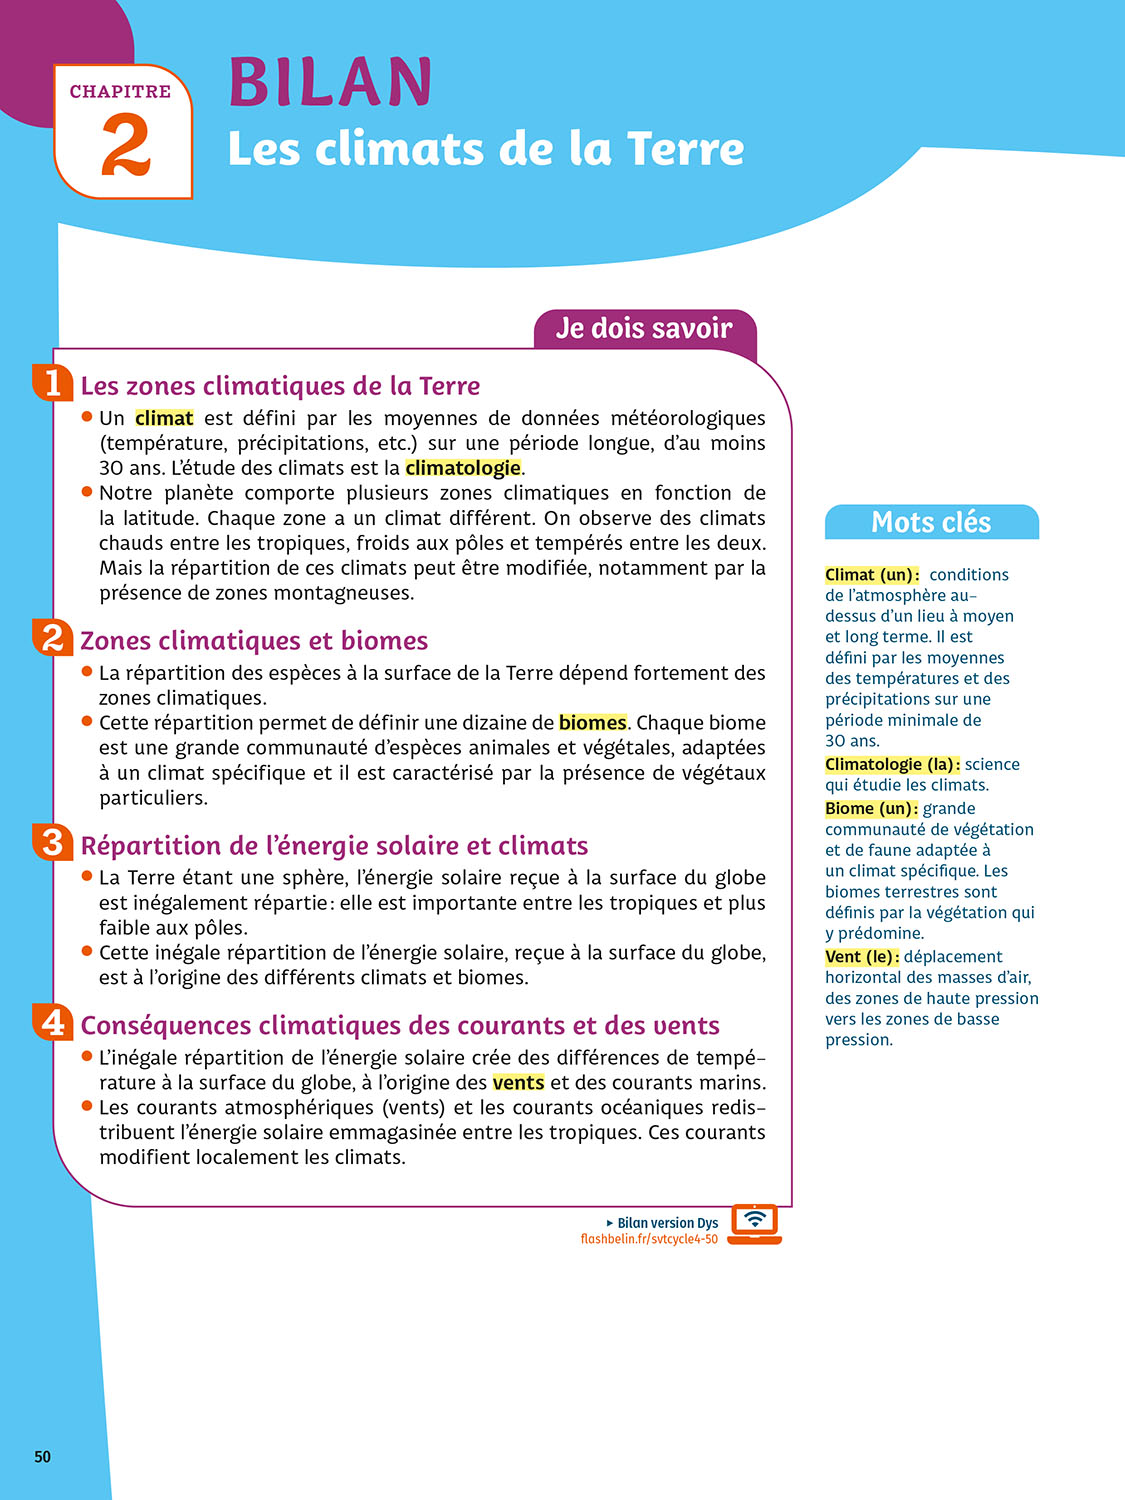 CHAPITRE
2
BILAN
Les climats de la Terre
Je dois savoir
1 Les zones climatiques de la Terre
• Un climat est défini par les moyennes de données météorologiques
(température, précipitations, etc.) sur une période longue, d’au moins
30 ans. L’étude des climats est la climatologie.
• Notre planète comporte plusieurs zones climatiques en fonction de
la latitude. Chaque zone a un climat différent. On observe des climats
chauds entre les tropiques, froids aux pôles et tempérés entre les deux.
Mais la répartition de ces climats peut être modifiée, notamment par la
présence de zones montagneuses.
2 Zones climatiques et biomes
• La répartition des espèces à la surface de la Terre dépend fortement des
zones climatiques.
• Cette répartition permet de définir une dizaine de biomes. Chaque biome
est une grande communauté d’espèces animales et végétales, adaptées
à un climat spécifique et il est caractérisé par la présence de végétaux
particuliers.
3 Répartition de l’énergie solaire et climats
• La Terre étant une sphère, l’énergie solaire reçue à la surface du globe
est inégalement répartie : elle est importante entre les tropiques et plus
faible aux pôles.
• Cette inégale répartition de l’énergie solaire, reçue à la surface du globe,
est à l’origine des différents climats et biomes.
4 Conséquences climatiques des courants et des vents
• L’inégale répartition de l’énergie solaire crée des différences de tempé-
rature à la surface du globe, à l’origine des vents et des courants marins.
• Les courants atmosphériques (vents) et les courants océaniques redis-
tribuent l’énergie solaire emmagasinée entre les tropiques. Ces courants
modifient localement les climats.
▸ Bilan version Dys
flashbelin.fr/svtcycle4-50
Mots clés
Climat (un) : conditions
de l’atmosphère au-
dessus d’un lieu à moyen
et long terme. Il est
défini par les moyennes
des températures et des
précipitations sur une
période minimale de
30 ans.
Climatologie (la) : science
qui étudie les climats.
Biome (un) : grande
communauté de végétation
et de faune adaptée à
un climat spécifique. Les
biomes terrestres sont
définis par la végétation qui
y prédomine.
Vent (le) : déplacement
horizontal des masses d’air,
des zones de haute pression
vers les zones de basse
pression.
50